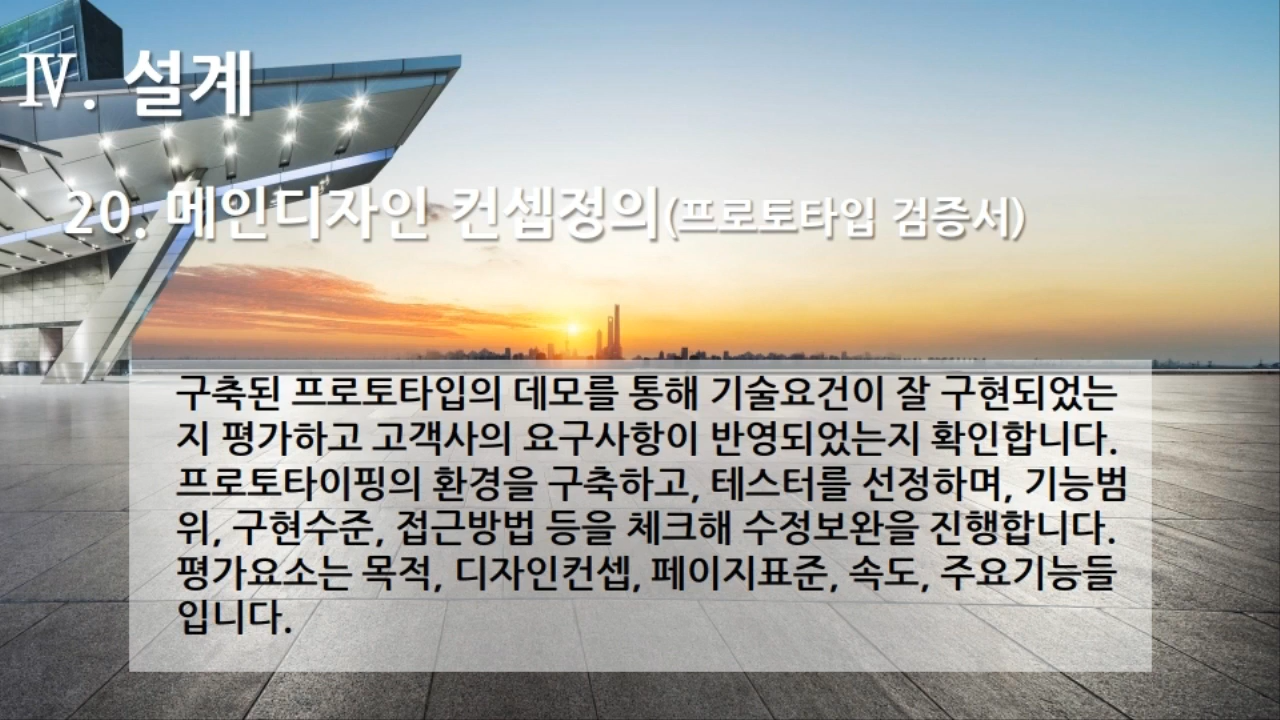 Ⅳ. 설계
20. 메인디자인 컨셉정의(프로토타입 검증서)
구축된 프로토타입의 데모를 통해 기술요건이 잘 구현되었는
지 평가하고 고객사의 요구사항이 반영되었는지 확인합니다.
프로토타이핑의 환경을 구축하고, 테스터를 선정하며, 기능범
위, 구현수준, 접근방법 등을 체크해 수정보완을 진행합니다.
평가요소는 목적, 디자인컨셉, 페이지표준, 속도, 주요기능들
입니다.